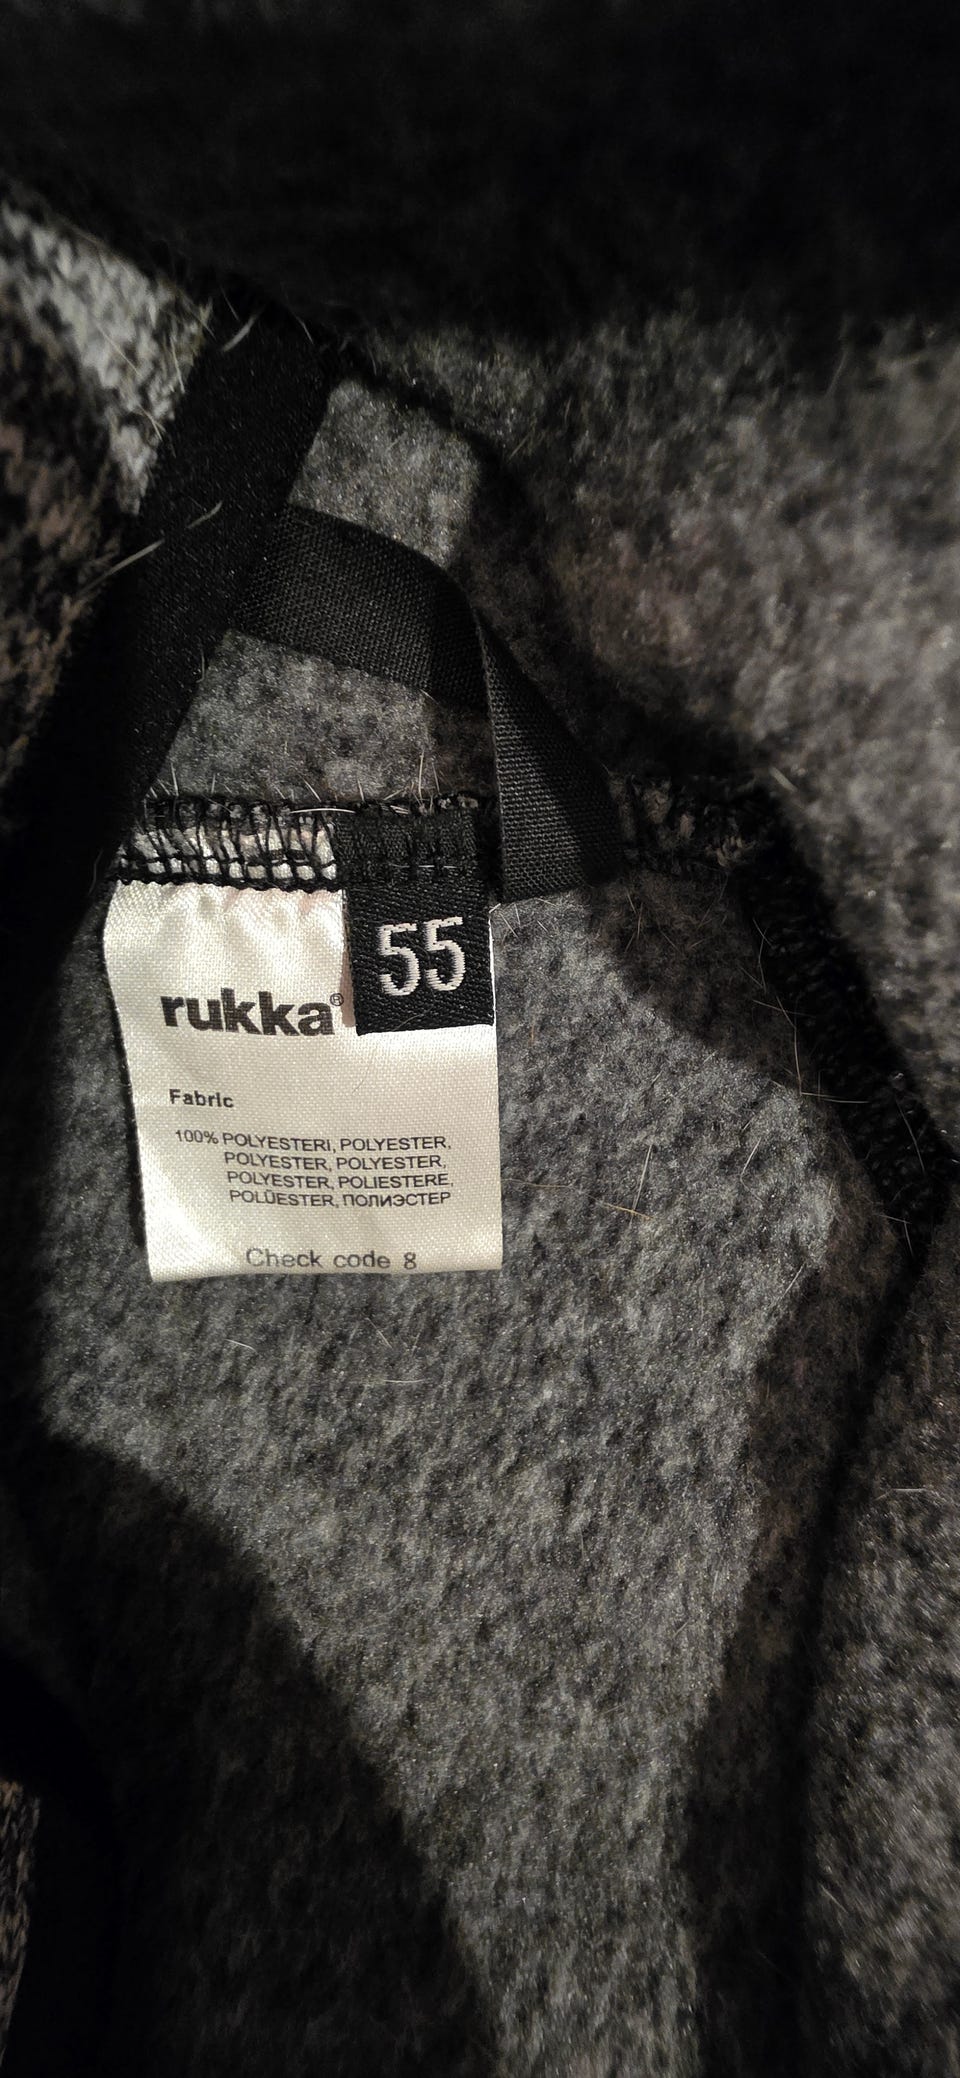 55
rukka®
Fabric
100% POLYESTERI, POLYESTER,
POLYESTER, POLYESTER,
POLYESTER, POLIESTERE,
POLÜESTER, ПОЛИЭСТЕР
Check code 8